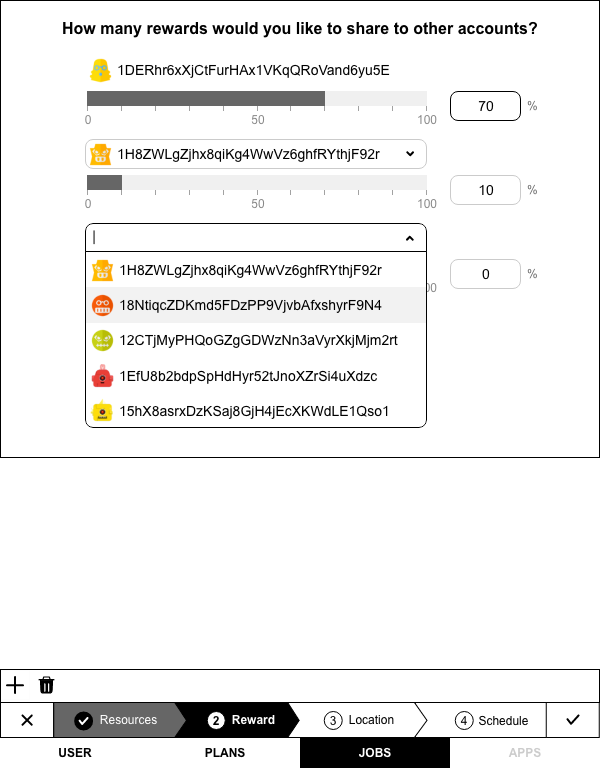 How many rewards would you like to share to other accounts?
1DERhr6xXjCtFurHAx1VKqQRoVand6yu5E
70 %
0 50 100
1H8ZWLgZjhx8qiKg4WwVz6ghfRYthjF92r
10 %
0 50 100
1H8ZWLgZjhx8qiKg4WwVz6ghfRYthjF92r
0 %
00
18NtiqcZDKmd5FDzPP9VjvbAfxshyrF9N4
12CTjMyPHQoGZgGDWzNn3aVyrXkjMjm2rt
1EfU8b2bdpSpHdHyr52tJnoXZrSi4uXdzc
15hX8asrxDzKSaj8GjH4jEcXKWdLE1Qso1
Resources 2 Reward 3 Location 4 Schedule
USER PLANS JOBS APPS